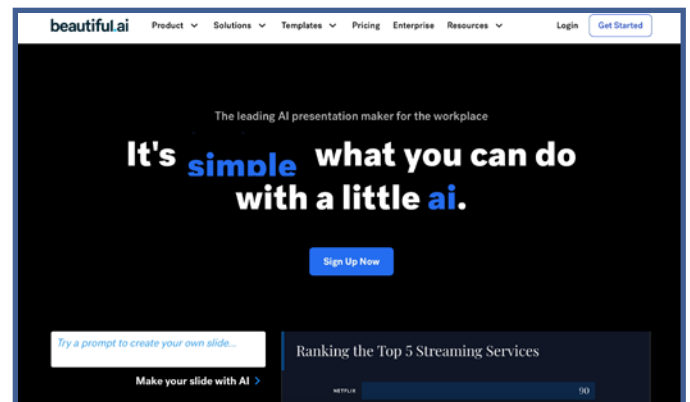 beautiful.ai Product Solutions Templates Pricing Enterprise Resources Login Get Started
The leading AI presentation maker for the workplace
It's simple what you can do
with a little ai.
Sign Up Now
Try a prompt to create your own slide...
Make your slide with AI >
Ranking the Top 5 Streaming Services
NETFLIX 90